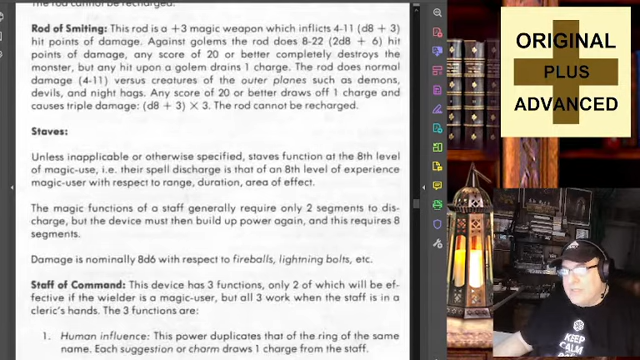 The rod cannot be recharged.
Rod of Smiting: This rod is a +3 magic weapon which inflicts 4-11 (d8 + 3)
hit points of damage. Against golems the rod does 8-22 (2d8 + 6) hit
points of damage, any score of 20 or better completely destroys the
monster, but any hit upon a golem drains 1 charge. The rod does normal
damage (4-11) versus creatures of the outer planes such as demons,
devils, and night hags. Any score of 20 or better draws off 1 charge and
causes triple damage: (d8 + 3) × 3. The rod cannot be recharged.
Staves:
Unless inapplicable or otherwise specified, staves function at the 8th level
of magic-use, i.e. their spell discharge is that of an 8th level of experience
magic-user with respect to range, duration, area of effect.
The magic functions of a staff generally require only 2 segments to dis-
charge, but the device must then build up power again, and this requires 8
segments.
Damage is nominally 8d6 with respect to fireballs, lightning bolts, etc.
Staff of Command: This device has 3 functions, only 2 of which will be ef-
fective if the wielder is a magic-user, but all 3 work when the staff is in a
cleric's hands. The 3 functions are:
1. Human influence: This power duplicates that of the ring of the same
name. Each suggestion or charm draws 1 charge from the staff.
ORIGINAL
PLUS
ADVANCED
KEEP
CALM